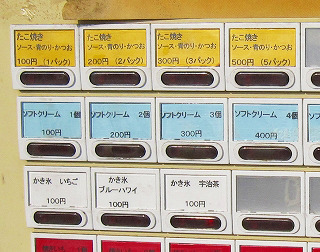 たこ焼き
ソース・青のり・かつお
100円 (1パック)
たこ焼き
ソース・青のり・かつお
200円 (2パック)
たこ焼き
ソース・青のり・かつお
300円 (3パック)
たこ焼き
ソース・青のり・かつお
500円 (5パック)
ソフトクリーム 1個
100円
ソフトクリーム 2個
200円
ソフトクリーム 3個
300円
ソフトクリーム 4個
400円
かき氷 いちご
100円
かき氷
ブルーハワイ
100円
かき氷 宇治茶
100円